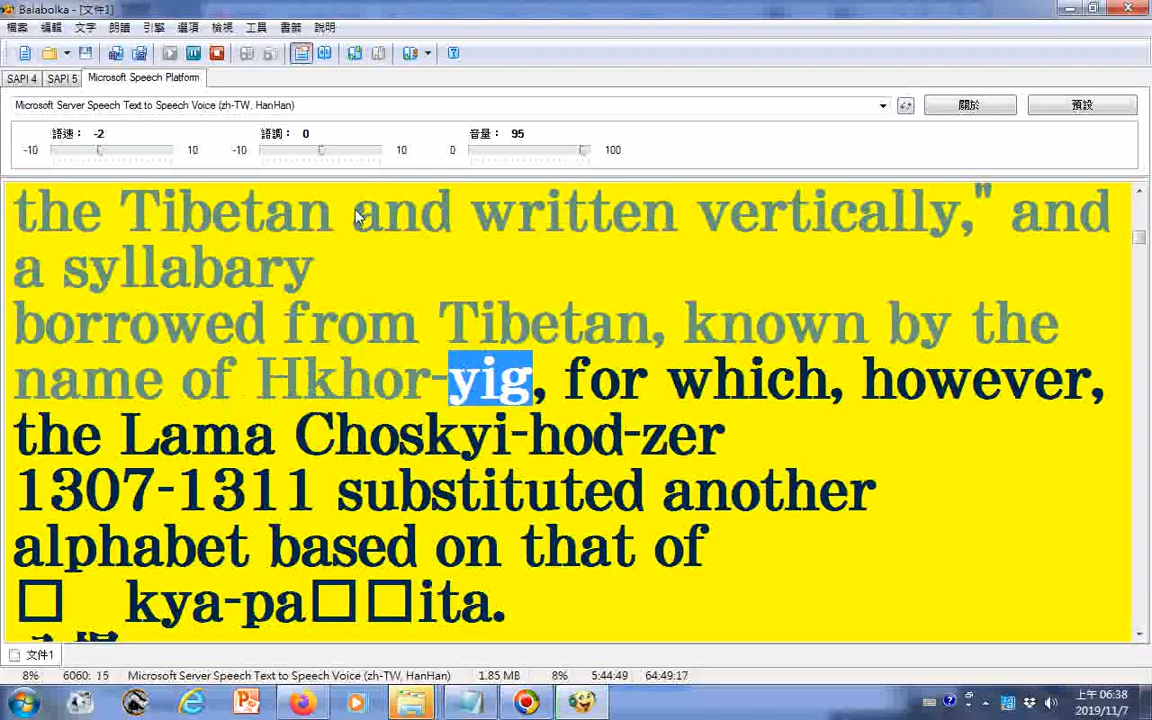 Balabolka - [文件1]
檔案 編輯 文字 朗讀 引擎 選項 檢視 工具 書籤 說明
SAPI 4 SAPI 5 Microsoft Speech Platform
Microsoft Server Speech Text to Speech Voice (zh-TW, HanHan) 關於 預設
語速： -2 語調： 0 音量： 95
-10 10 -10 10 0 100
the Tibetan and written vertically," and
a syllabary
borrowed from Tibetan, known by the
name of Hkhor-yig, for which, however,
the Lama Choskyi-hod-zer
1307-1311 substituted another
alphabet based on that of
□ kya-pa□□ita.
文件1
8% 6060: 15 Microsoft Server Speech Text to Speech Voice (zh-TW, HanHan) 1.85 MB 8% 5:44:49 64:49:17
上午 06:38
2019/11/7